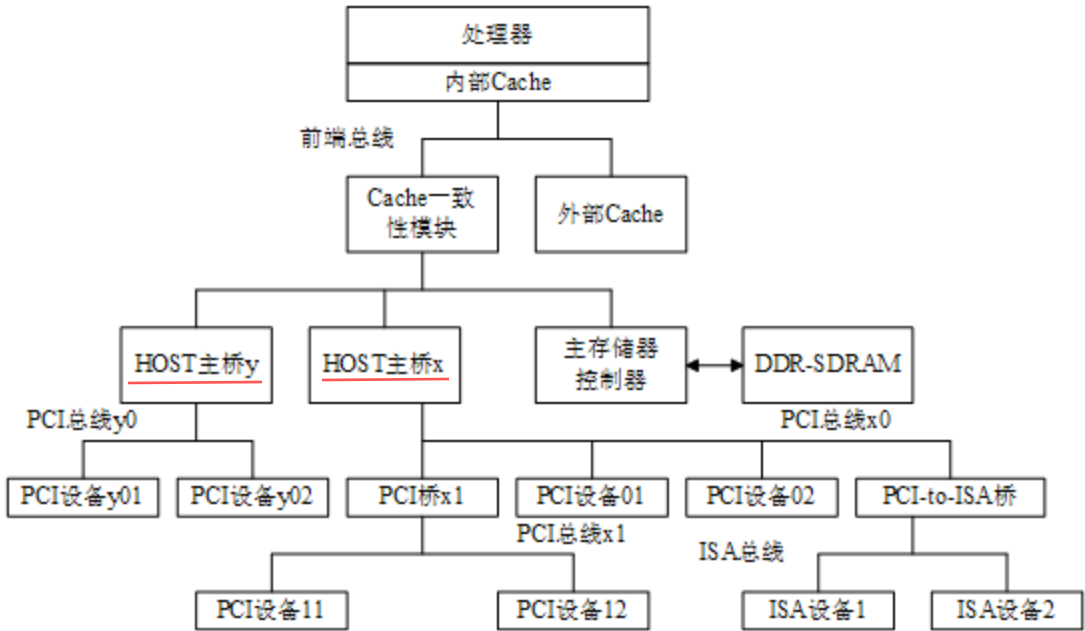 处理器
内部Cache
前端总线
Cache一致
性模块
外部Cache
HOST主桥y
HOST主桥x
主存储器
控制器
DDR-SDRAM
PCI总线y0
PCI总线x0
PCI设备y01
PCI设备y02
PCI桥x1
PCI设备01
PCI设备02
PCI-to-ISA桥
PCI总线x1
ISA总线
PCI设备11
PCI设备12
ISA设备1
ISA设备2